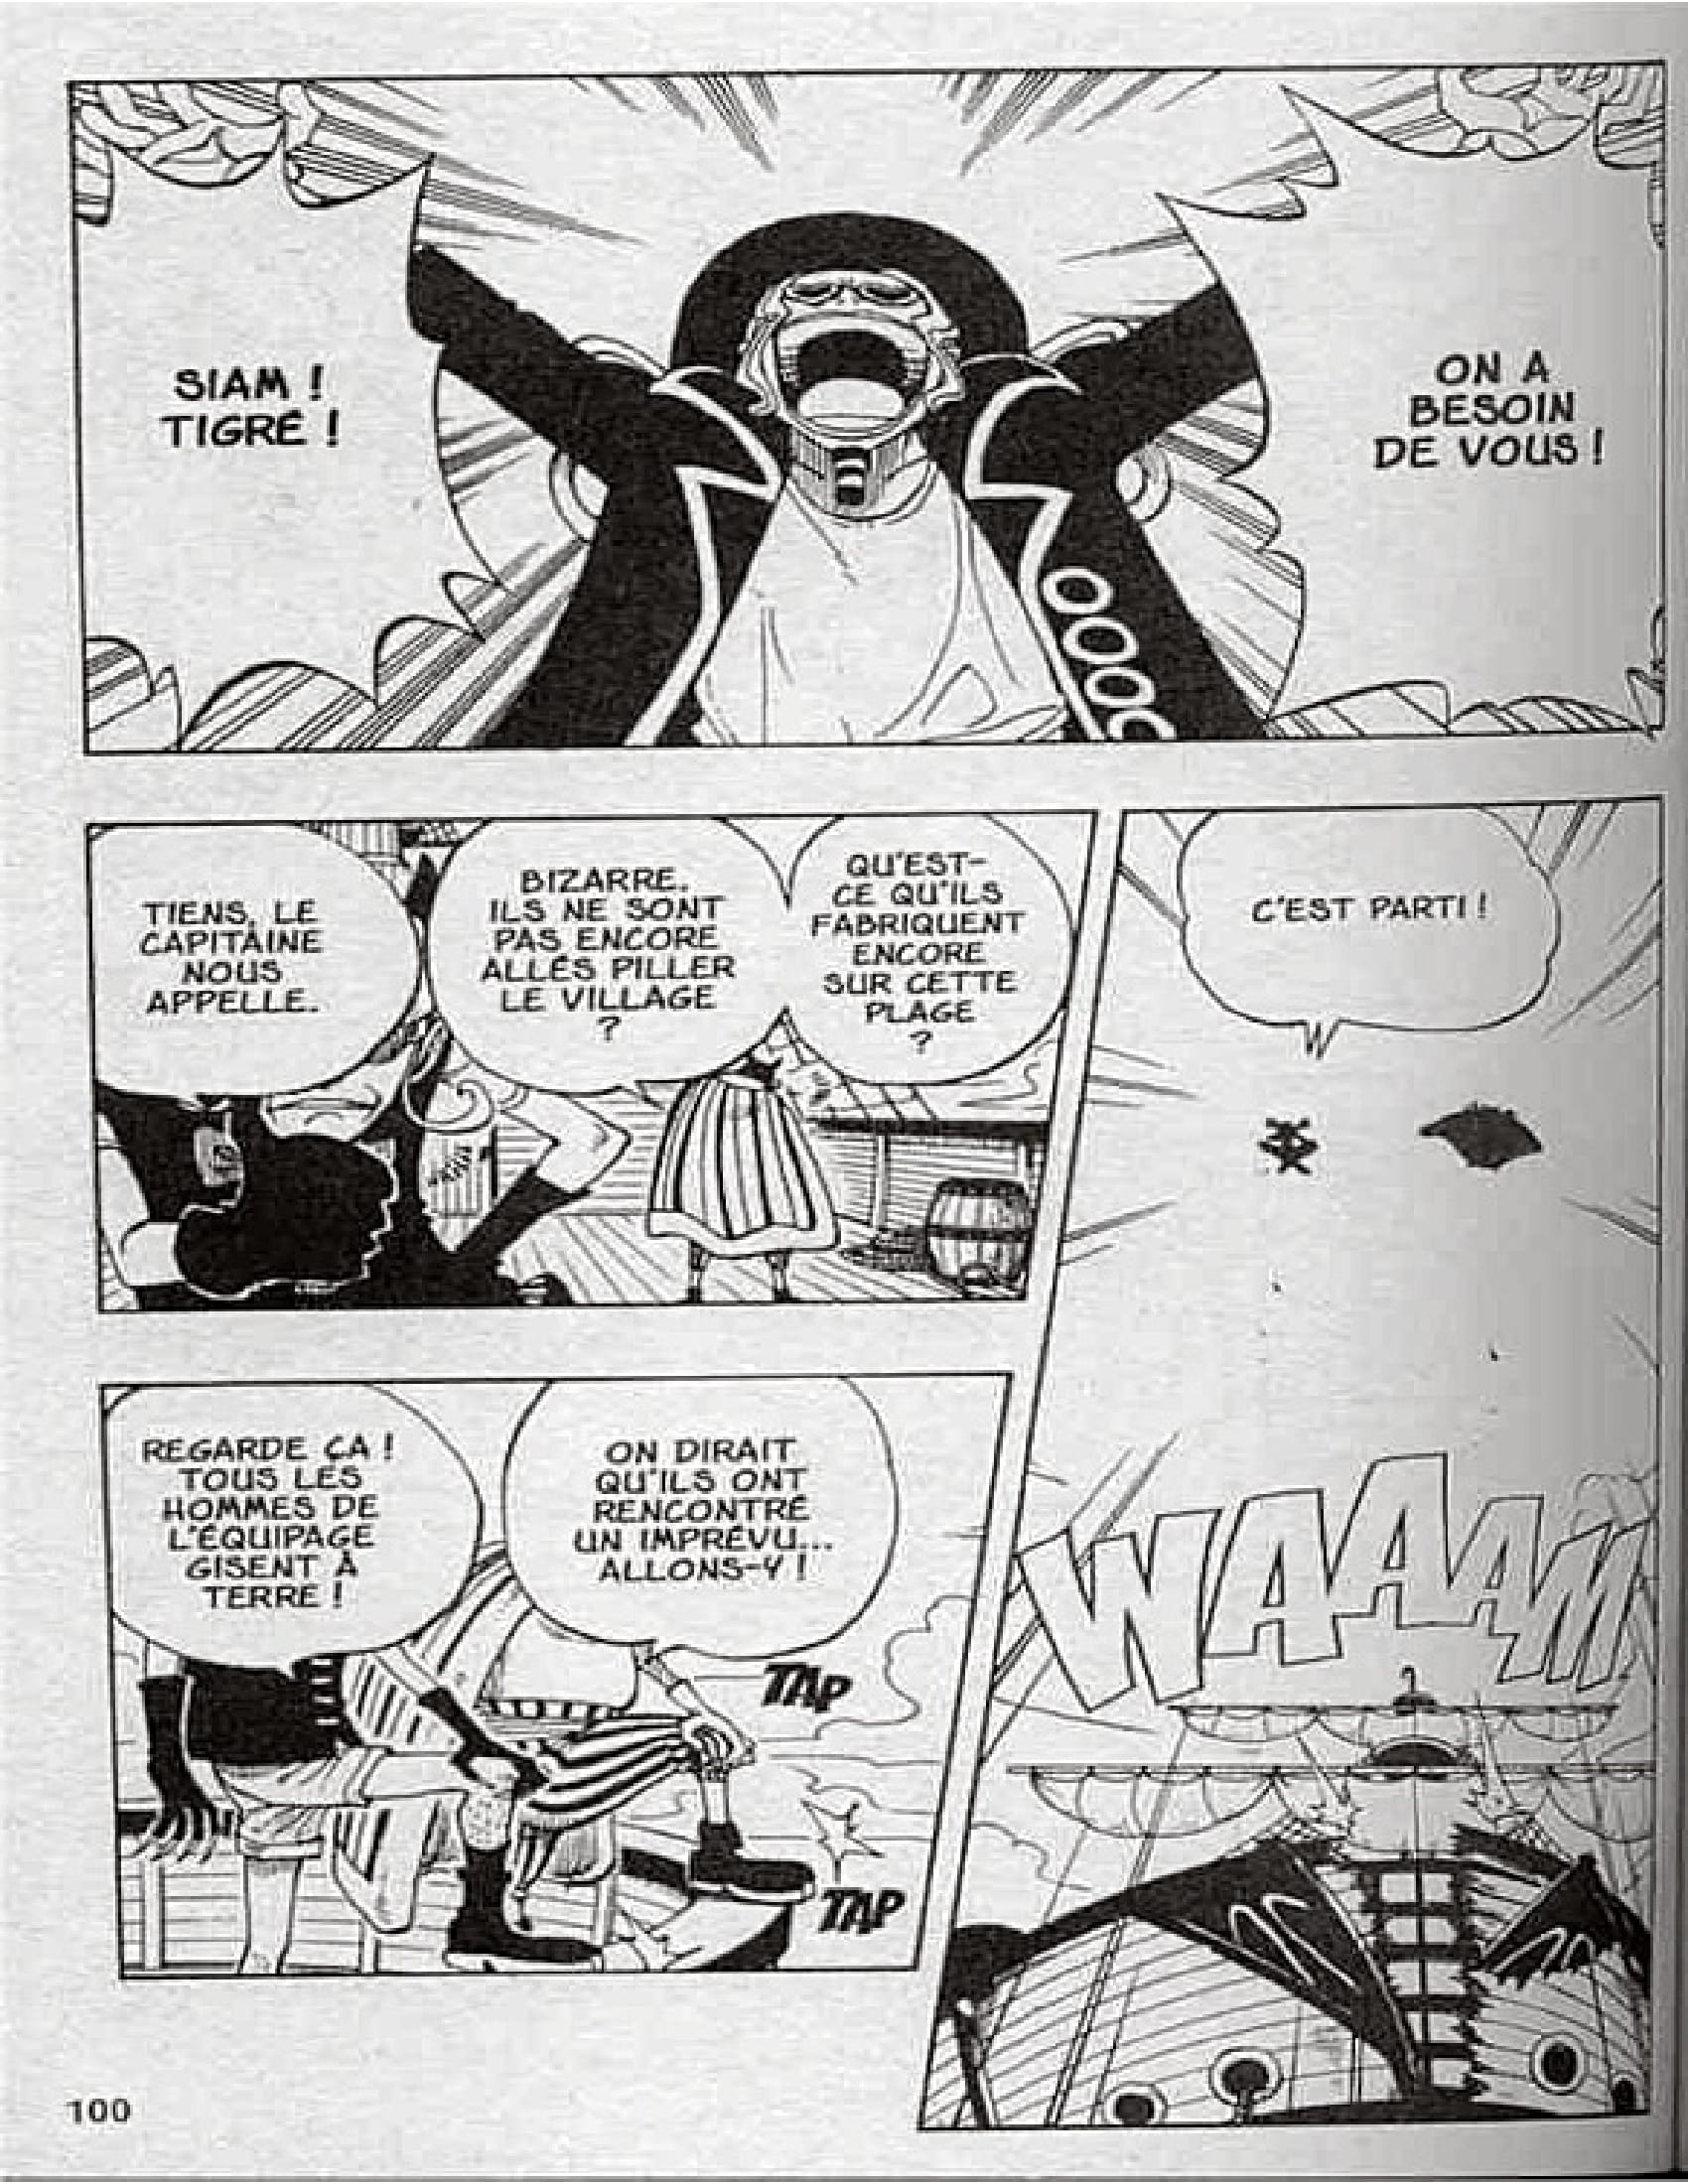 SIAM !
TIGRÉ !
ON A
BESOIN
DE VOUS !
TIENS, LE
CAPITAINE
NOUS
APPELLE.
BIZARRE.
ILS NE SONT
PAS ENCORE
ALLÉS PILLER
LE VILLAGE
?
QU'EST-
CE QU'ILS
FABRIQUENT
ENCORE
SUR CETTE
PLAGE
?
REGARDE ÇA !
TOUS LES
HOMMES DE
L'ÉQUIPAGE
GISENT À
TERRE !
ON DIRAIT
QU'ILS ONT
RENCONTRÉ
UN IMPRÉVU...
ALLONS-Y !
TAP
TAP
C'EST PARTI !
WAAAM
100